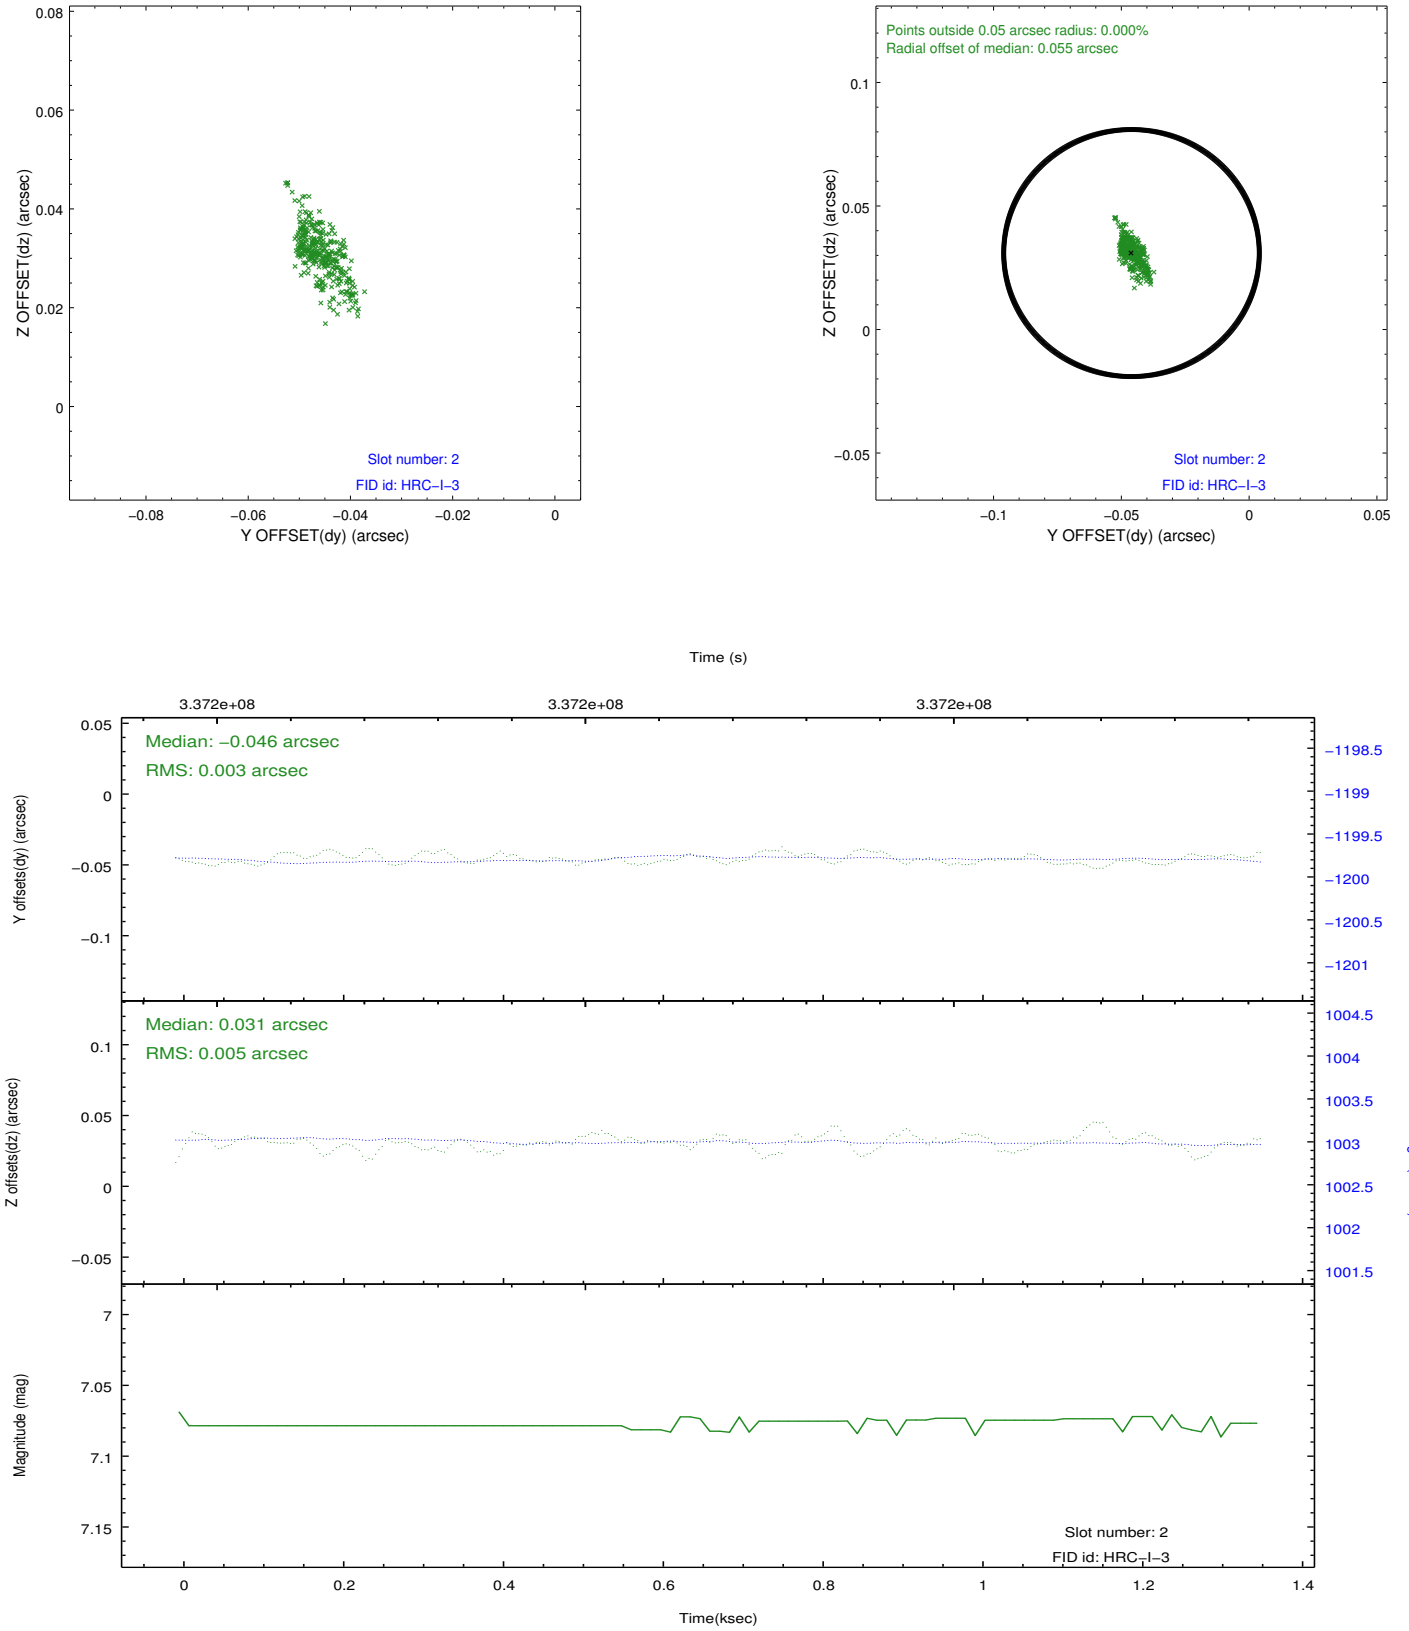 0.08
0.06
0.04
0.02
0
Z OFFSET(dz) (arcsec)
Slot number: 2
FID id: HRC−I−3
−0.08 −0.06 −0.04 −0.02 0
Y OFFSET(dy) (arcsec)
Points outside 0.05 arcsec radius: 0.000%
Radial offset of median: 0.055 arcsec
0.1
0.05
0
−0.05
Z OFFSET(dz) (arcsec)
Slot number: 2
FID id: HRC−I−3
−0.1 −0.05 0 0.05
Y OFFSET(dy) (arcsec)
Time (s)
3.372e+08 3.372e+08 3.372e+08
0.05
0
−0.05
−0.1
Y offsets(dy) (arcsec)
Median: −0.046 arcsec
RMS: 0.003 arcsec
−1198.5
−1199
−1199.5
−1200
−1200.5
−1201
0.1
0.05
0
−0.05
Z offsets(dz) (arcsec)
Median: 0.031 arcsec
RMS: 0.005 arcsec
1004.5
1004
1003.5
1003
1002.5
1002
1001.5
7
7.05
7.1
7.15
Magnitude (mag)
Slot number: 2
FID id: HRC−I−3
0 0.2 0.4 0.6 0.8 1 1.2 1.4
Time(ksec)